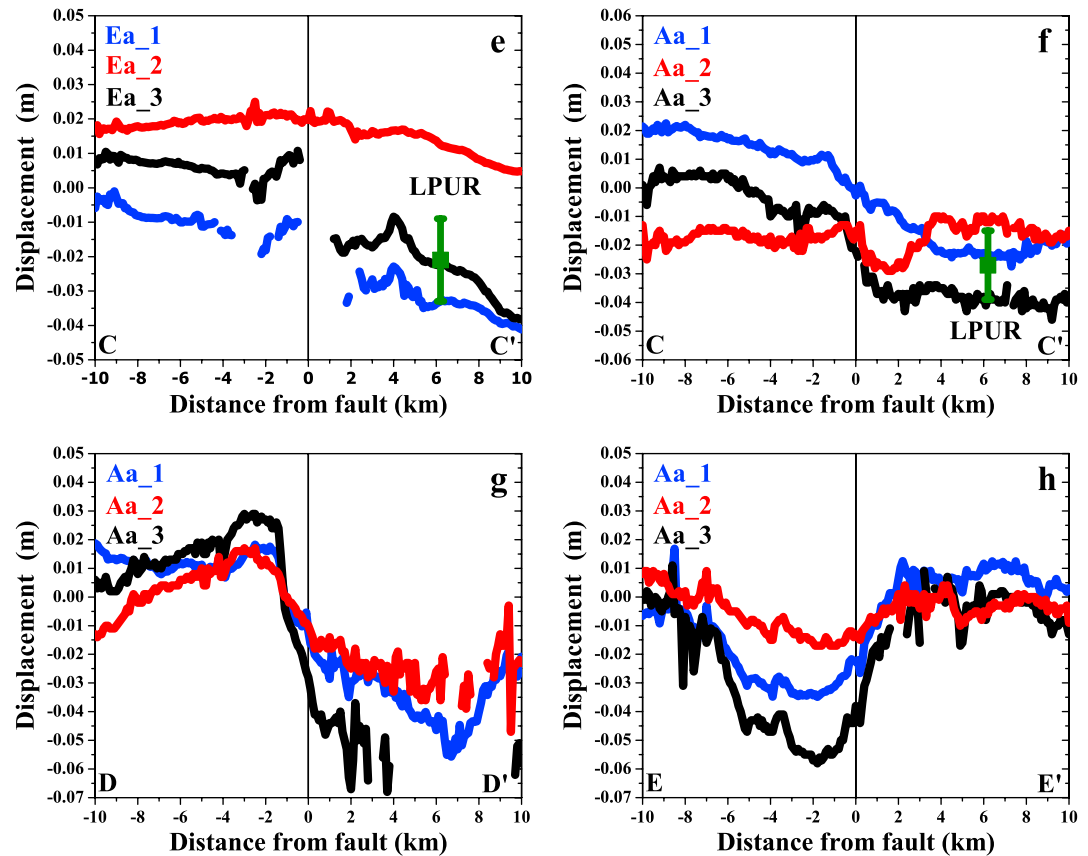 e
Ea_1
Ea_2
Ea_3
LPUR
C
C'
0.05
0.04
0.03
0.02
0.01
0.00
-0.01
-0.02
-0.03
-0.04
-0.05
-10 -8 -6 -4 -2 0 2 4 6 8 10
Displacement (m)
Distance from fault (km)
f
Aa_1
Aa_2
Aa_3
LPUR
C
C'
0.06
0.05
0.04
0.03
0.02
0.01
0.00
-0.01
-0.02
-0.03
-0.04
-0.05
-0.06
-10 -8 -6 -4 -2 0 2 4 6 8 10
Displacement (m)
Distance from fault (km)
g
Aa_1
Aa_2
Aa_3
D
D'
0.05
0.04
0.03
0.02
0.01
0.00
-0.01
-0.02
-0.03
-0.04
-0.05
-0.06
-0.07
-10 -8 -6 -4 -2 0 2 4 6 8 10
Displacement (m)
Distance from fault (km)
h
Aa_1
Aa_2
Aa_3
E
E'
0.05
0.04
0.03
0.02
0.01
0.00
-0.01
-0.02
-0.03
-0.04
-0.05
-0.06
-0.07
-10 -8 -6 -4 -2 0 2 4 6 8 10
Displacement (m)
Distance from fault (km)